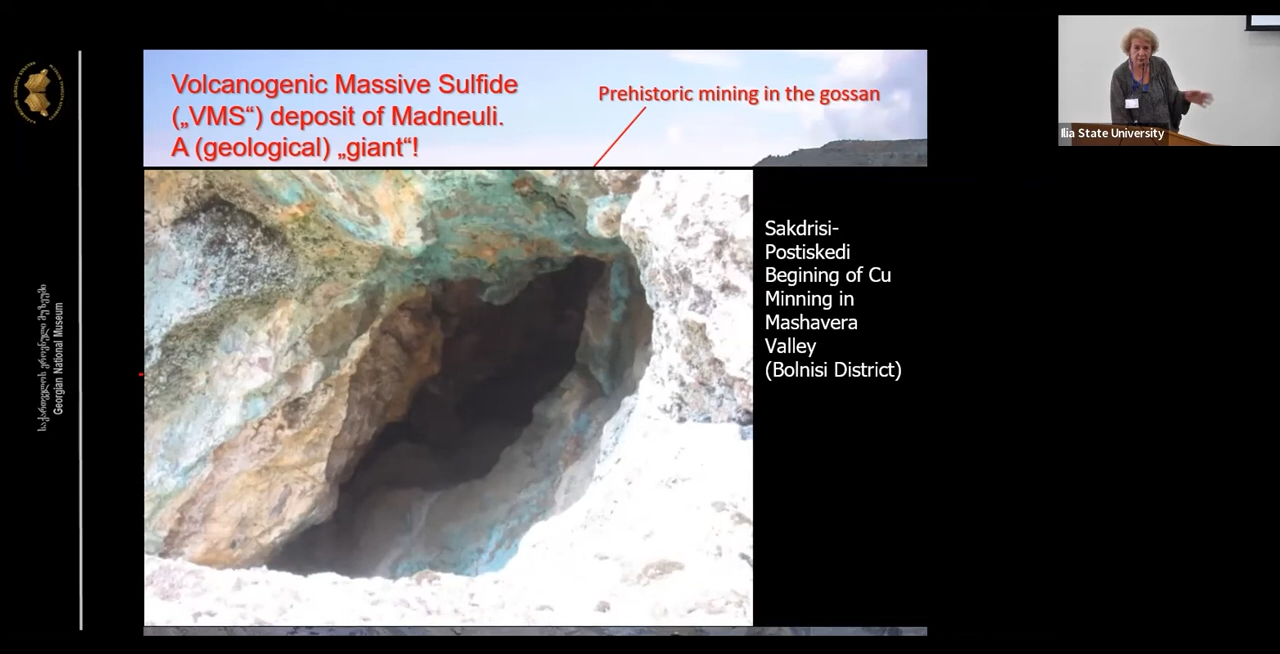 Volcanogenic Massive Sulfide
(„VMS“) deposit of Madneuli.
A (geological) „giant“!
Prehistoric mining in the gossan
Sakdrisi-
Postiskedi
Begining of Cu
Minning in
Mashavera
Valley
(Bolnisi District)
საქართველოს ეროვნული მუზეუმი
Georgian National Museum
Ilia State University